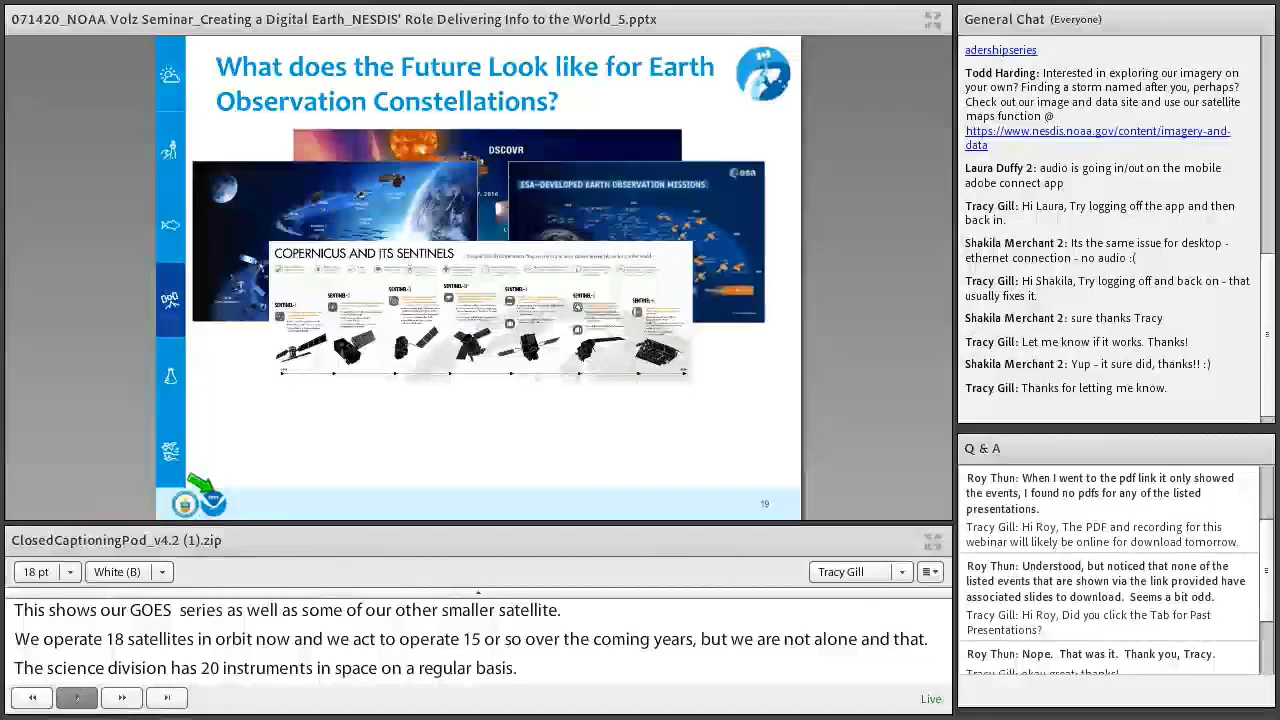 071420_NOAA Volz Seminar_Creating a Digital Earth_NESDIS' Role Delivering Info to the World_5.pptx
What does the Future Look like for Earth
Observation Constellations?
DSCOVR
esa
ESA-DEVELOPED EARTH OBSERVATION MISSIONS
, 2016
COPERNICUS AND ITS SENTINELS
19
ClosedCaptioningPod_v4.2 (1).zip
18 pt
White (B)
Tracy Gill
This shows our GOES  series as well as some of our other smaller satellite.
We operate 18 satellites in orbit now and we act to operate 15 or so over the coming years, but we are not alone and that.
The science division has 20 instruments in space on a regular basis.
Live
General Chat (Everyone)
adershipseries
Todd Harding: Interested in exploring our imagery on
your own? Finding a storm named after you, perhaps?
Check out our image and data site and use our satellite
maps function @
https://www.nesdis.noaa.gov/content/imagery-and-
data
Laura Duffy 2: audio is going in/out on the mobile
adobe connect app
Tracy Gill: Hi Laura, Try logging off the app and then
back in.
Shakila Merchant 2: Its the same issue for desktop -
ethernet connection - no audio :(
Tracy Gill: Hi Shakila, Try logging off and back on - that
usually fixes it.
Shakila Merchant 2: sure thanks Tracy
Tracy Gill: Let me know if it works. Thanks!
Shakila Merchant 2: Yup - it sure did, thanks!! :)
Tracy Gill: Thanks for letting me know.
Q & A
Roy Thun: When I went to the pdf link it only showed
the events, I found no pdfs for any of the listed
presentations.
Tracy Gill: Hi Roy, The PDF and recording for this
webinar will likely be online for download tomorrow.
Roy Thun: Understood, but noticed that none of the
listed events that are shown via the link provided have
associated slides to download.  Seems a bit odd.
Tracy Gill: Hi Roy, Did you click the Tab for Past
Presentations?
Roy Thun: Nope.  That was it.  Thank you, Tracy.
Tracy Gill: okay great; thanks!